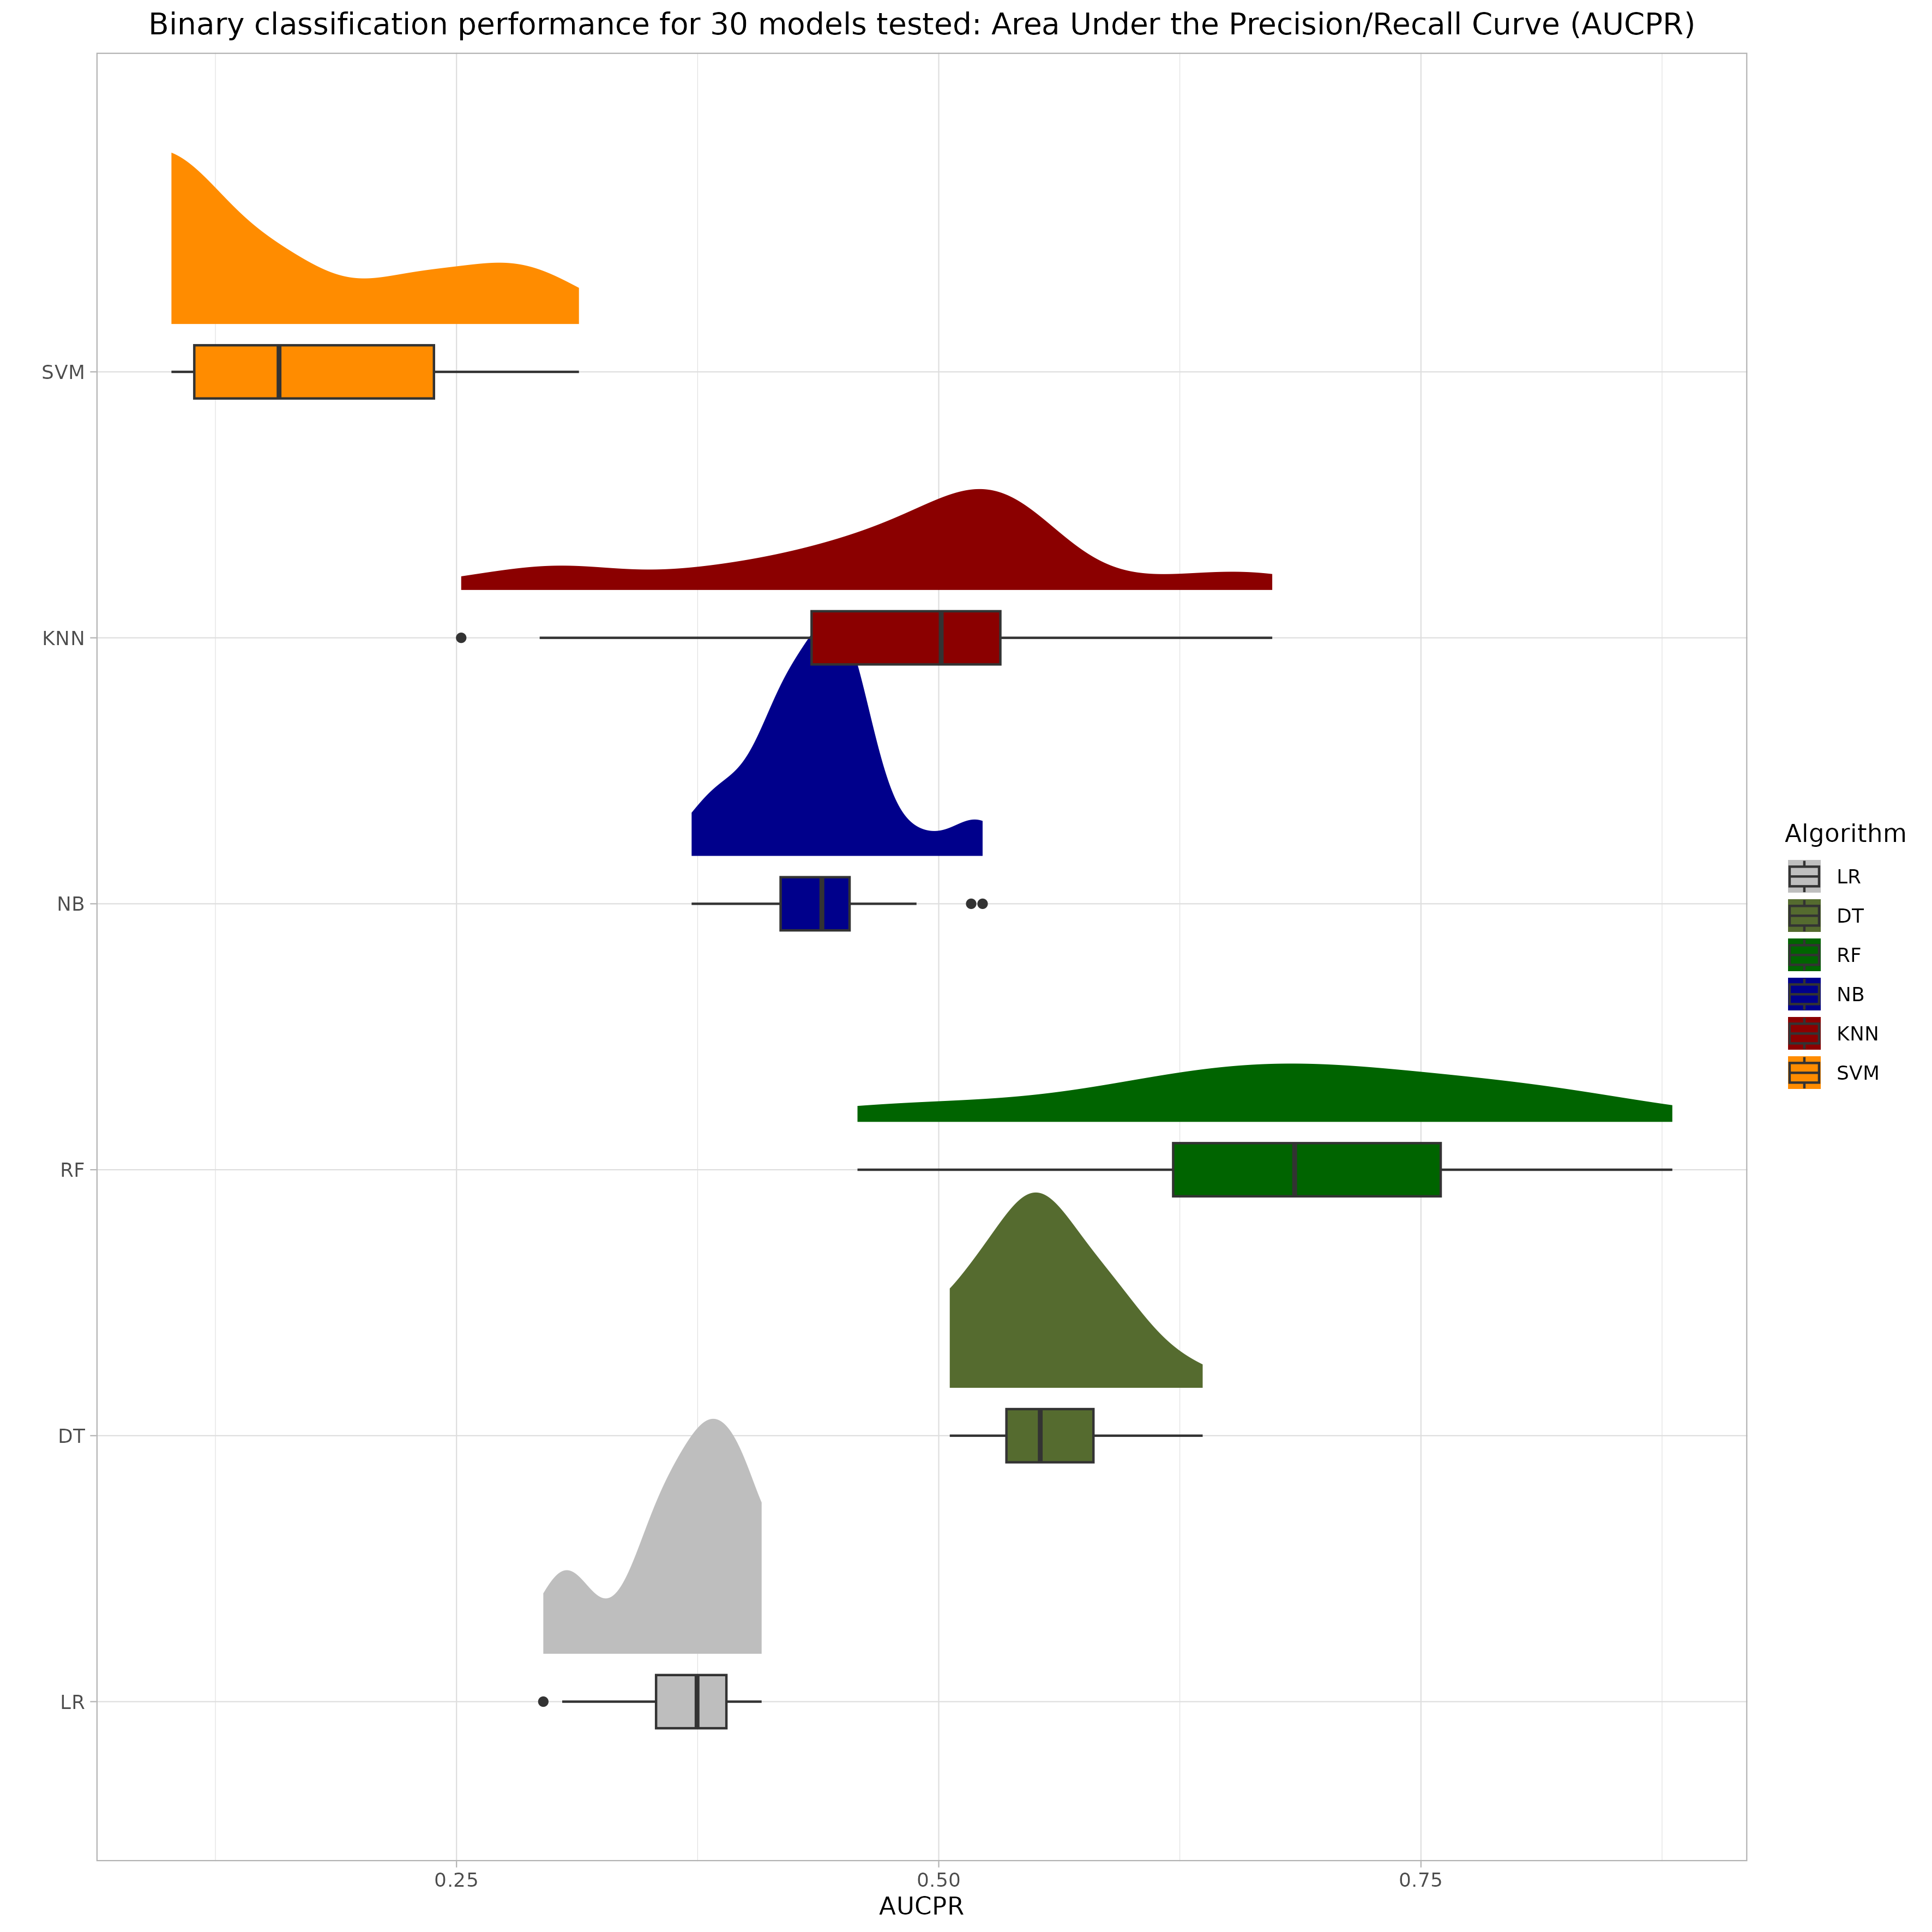 Binary classification performance for 30 models tested: Area Under the Precision/Recall Curve (AUCPR)
SVM
KNN
NB
RF
DT
LR
0.25 0.50 0.75
AUCPR
Algorithm
LR
DT
RF
NB
KNN
SVM